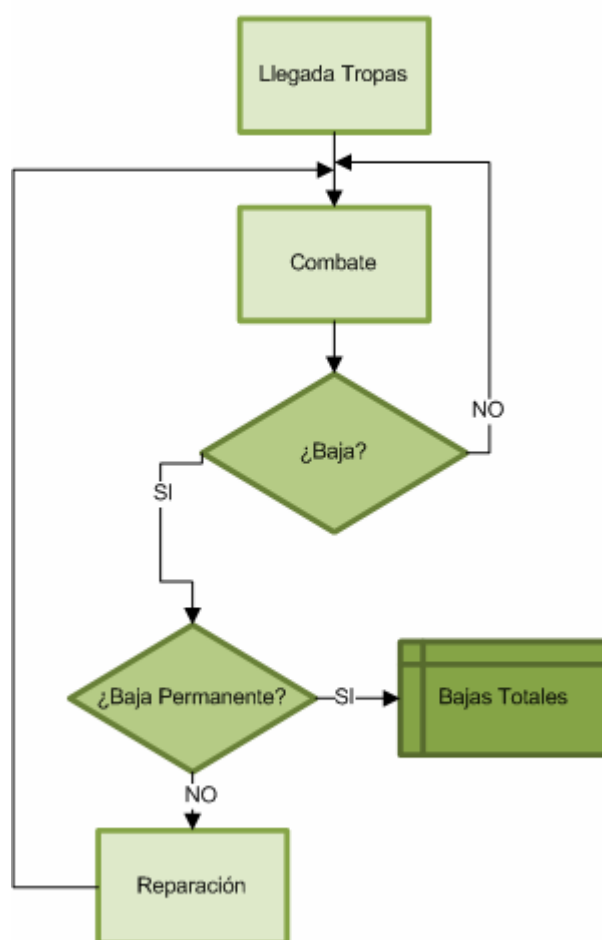 Llegada Tropas
Combate
¿Baja?
NO
SI
¿Baja Permanente?
SI
Bajas Totales
NO
Reparación